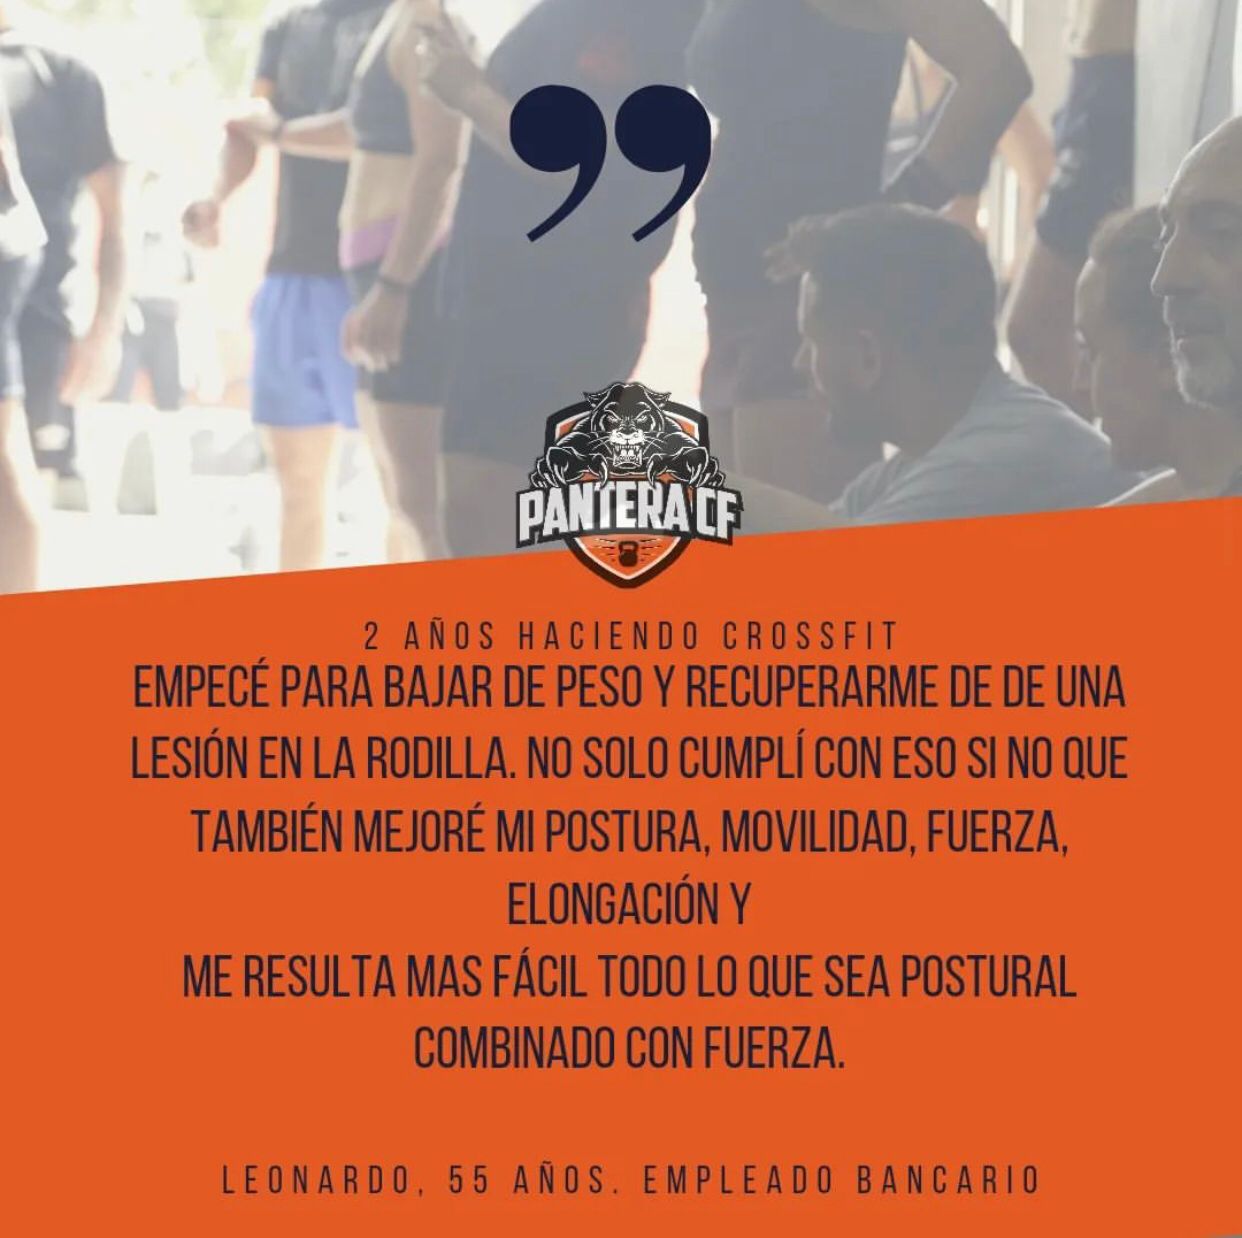 ”
PANTERA CF
2 AÑOS HACIENDO CROSSFIT
EMPECÉ PARA BAJAR DE PESO Y RECUPERARME DE DE UNA
LESIÓN EN LA RODILLA. NO SOLO CUMPLÍ CON ESO SI NO QUE
TAMBIÉN MEJORÉ MI POSTURA, MOVILIDAD, FUERZA,
ELONGACIÓN Y
ME RESULTA MAS FÁCIL TODO LO QUE SEA POSTURAL
COMBINADO CON FUERZA.
LEONARDO, 55 AÑOS. EMPLEADO BANCARIO